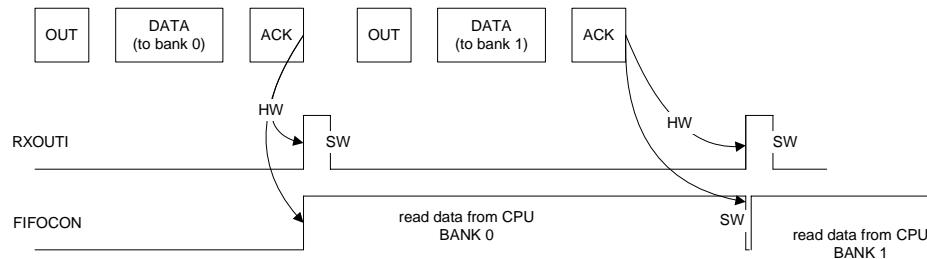 OUT
DATA
(to bank 0)
ACK
OUT
DATA
(to bank 1)
ACK
HW
HW
RXOUTI
SW
SW
FIFOCON
read data from CPU
BANK 0
SW
read data from CPU
BANK 1